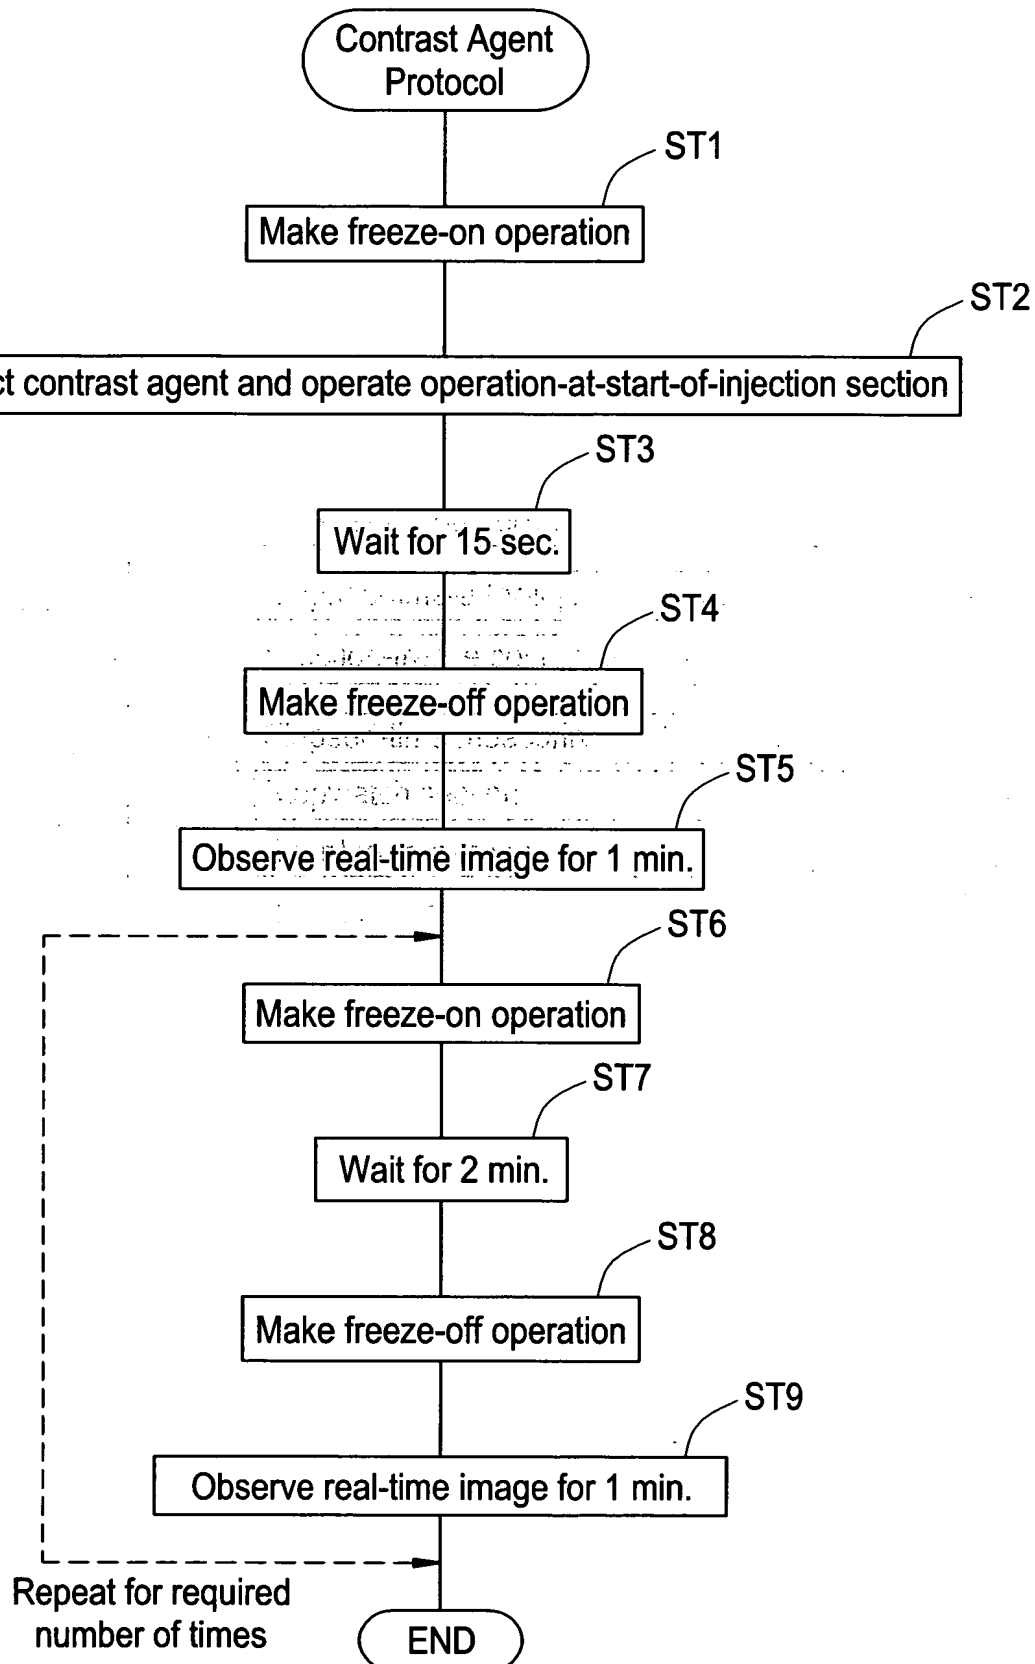 Contrast Agent
Protocol
ST1
Make freeze-on operation
ST2
ct contrast agent and operate operation-at-start-of-injection section
ST3
Wait for 15 sec.
ST4
Make freeze-off operation
ST5
Observe real-time image for 1 min.
ST6
Make freeze-on operation
ST7
Wait for 2 min.
ST8
Make freeze-off operation
ST9
Observe real-time image for 1 min.
Repeat for required
number of times
END